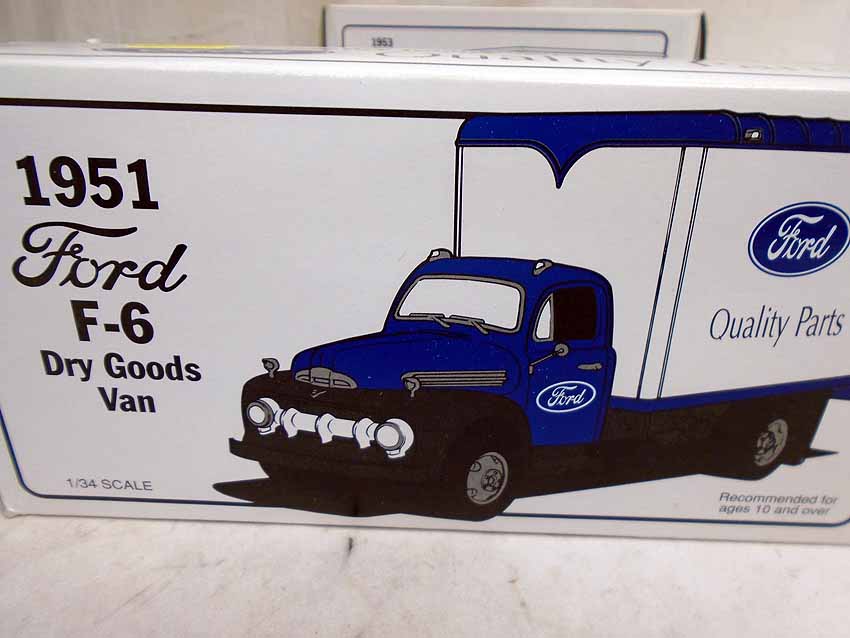 1953
Quality
1951
Ford
F-6
Dry Goods
Van
1/34 SCALE
Ford
Quality Parts
Ford
Recommended for
ages 10 and over